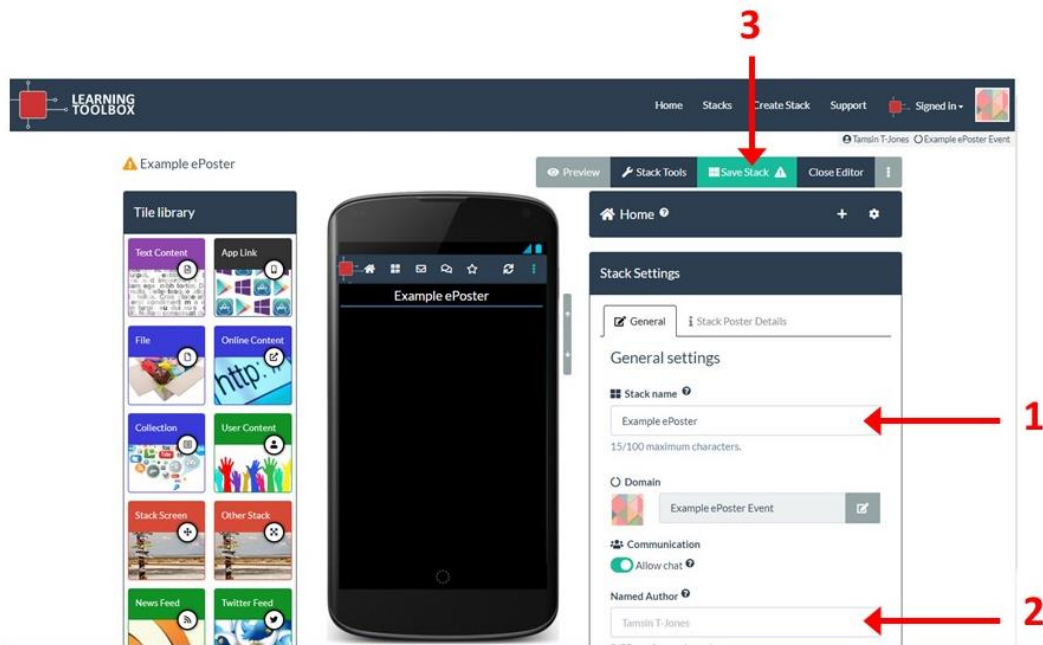 3
LEARNING
TOOLBOX
Home Stacks Create Stack Support Signed in
Tamsin T-Jones Example ePoster Event
Example ePoster
Preview Stack Tools Save Stack Close Editor
Tile library
Home
Text Content App Link
Example ePoster
Stack Settings
General Stack Poster Details
File Online Content
http:
General settings
Stack name
Example ePoster
1
15/100 maximum characters.
Collection User Content
Domain
Example ePoster Event
Stack Screen Other Stack
Communication
Allow chat
Named Author
News Feed Twitter Feed
Tamsin T-Jones
2